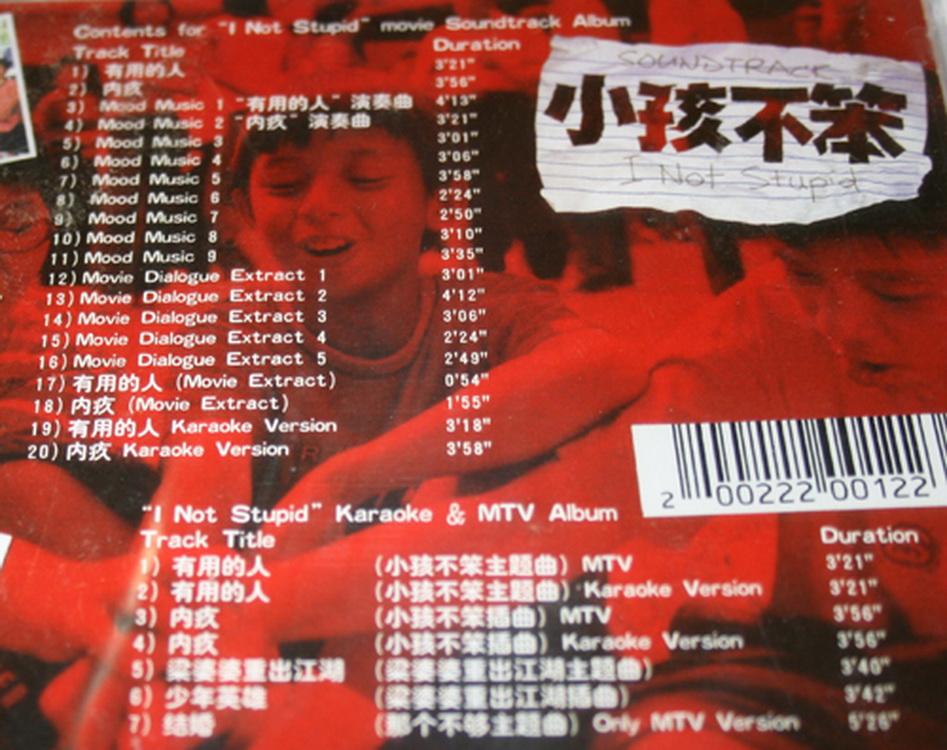 Contents for "I Not Stupid" movie Soundtrack Album
Track Title Duration
1) 有用的人 3'21"
2) 内疚 3'56"
3) Mood Music 1 "有用的人" 演奏曲 4'13"
4) Mood Music 2 "内疚" 演奏曲 3'21"
5) Mood Music 3 3'01"
6) Mood Music 4 3'06"
7) Mood Music 5 3'58"
8) Mood Music 6 2'24"
9) Mood Music 7 2'50"
10) Mood Music 8 3'10"
11) Mood Music 9 3'35"
12) Movie Dialogue Extract 1 3'01"
13) Movie Dialogue Extract 2 4'12"
14) Movie Dialogue Extract 3 3'06"
15) Movie Dialogue Extract 4 2'24"
16) Movie Dialogue Extract 5 2'49"
17) 有用的人 (Movie Extract) 0'54"
18) 内疚 (Movie Extract) 1'55"
19) 有用的人 Karaoke Version 3'18"
20) 内疚 Karaoke Version 3'58"
SOUNDTRACK
小孩不笨
I Not Stupid
2 00222 00122
"I Not Stupid" Karaoke & MTV Album
Track Title Duration
1) 有用的人 (小孩不笨主题曲) MTV 3'21"
2) 有用的人 (小孩不笨主题曲) Karaoke Version 3'21"
3) 内疚 (小孩不笨插曲) MTV 3'56"
4) 内疚 (小孩不笨插曲) Karaoke Version 3'56"
5) 梁婆婆重出江湖 (梁婆婆重出江湖主题曲) 3'40"
6) 少年英雄 (梁婆婆重出江湖插曲) 3'42"
7) 结婚 (那个不够主题曲) Only MTV Version 5'26"